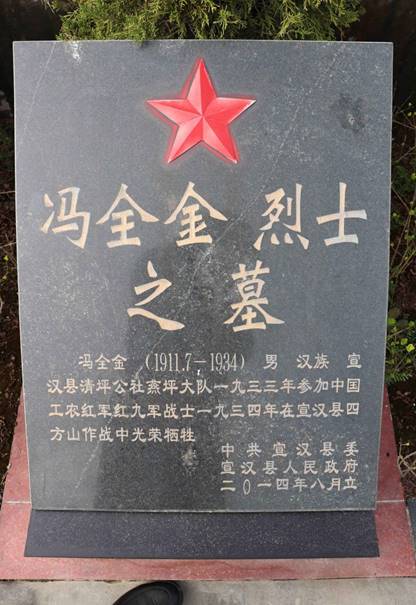 冯全金 烈士
之墓
冯全金 （1911.7－1934） 男 汉族 宣
汉县清坪公社燕坪大队一九三三年参加中国
工农红军红九军战士一九三四年在宣汉县四
方山作战中光荣牺牲
中共宣汉县委
宣汉县人民政府
二〇一四年八月立